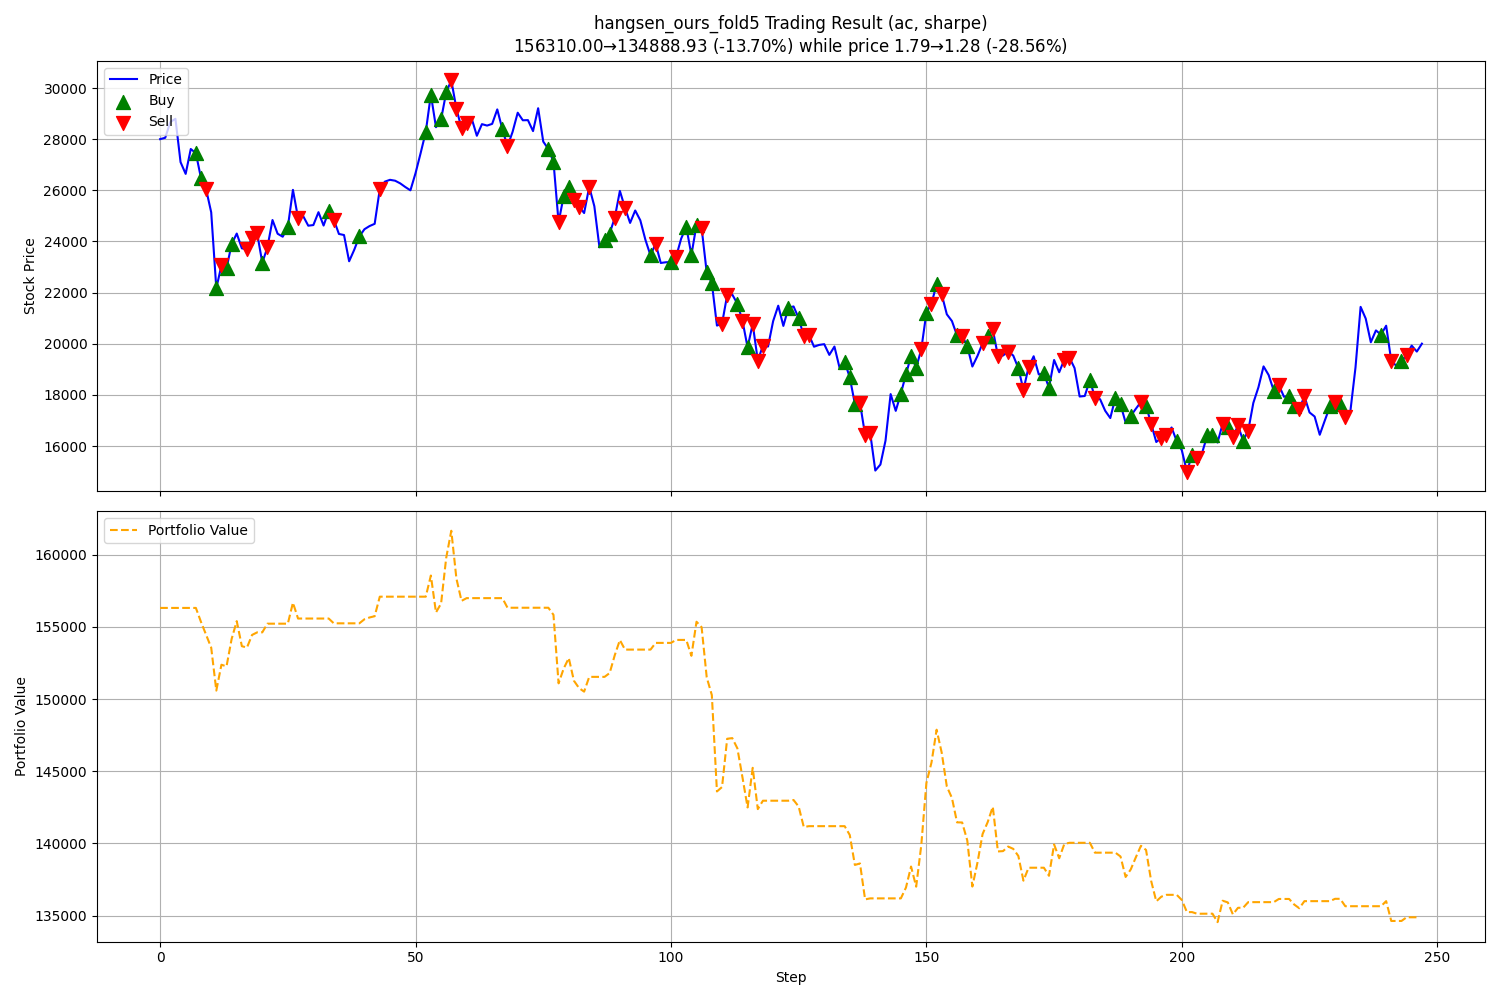 hangsen_ours_fold5 Trading Result (ac, sharpe)
156310.00→134888.93 (-13.70%) while price 1.79→1.28 (-28.56%)
Price
Buy
Sell
30000
28000
26000
24000
22000
20000
18000
16000
Stock Price
Portfolio Value
160000
155000
150000
145000
140000
135000
Portfolio Value
0
50
100
150
200
250
Step